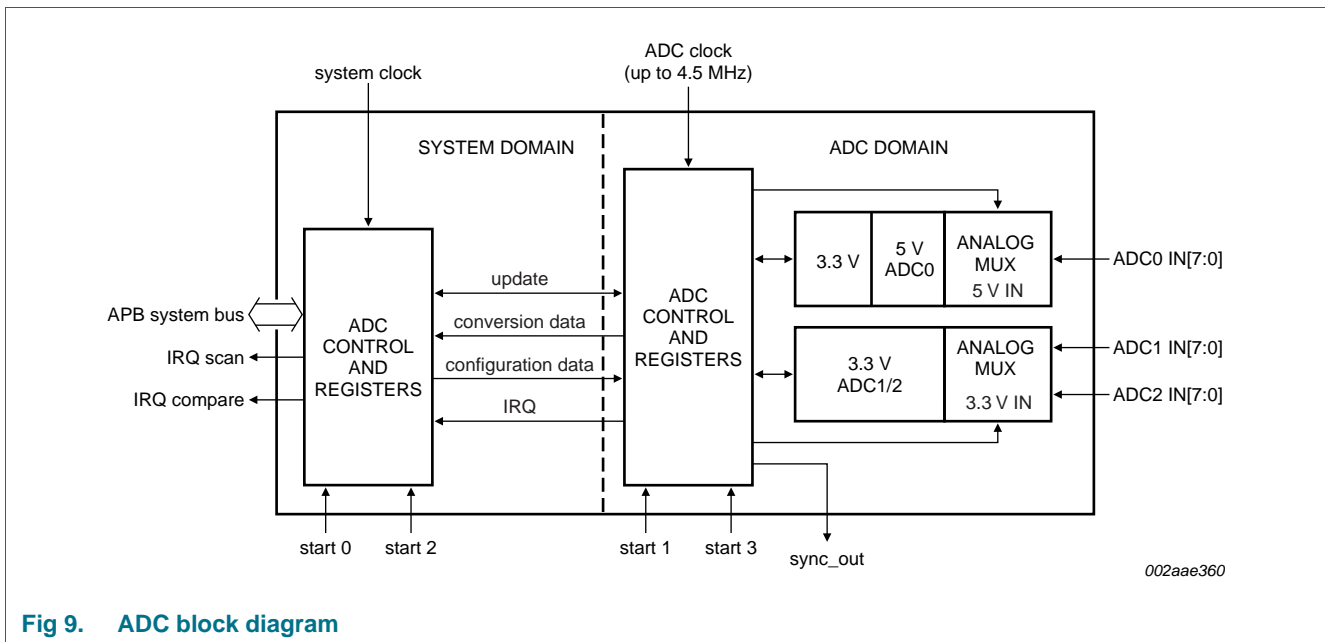 ADC clock
(up to 4.5 MHz)
system clock
SYSTEM DOMAIN
ADC DOMAIN
APB system bus
IRQ scan
IRQ compare
ADC
CONTROL
AND
REGISTERS
update
conversion data
configuration data
IRQ
ADC
CONTROL
AND
REGISTERS
3.3 V
5 V
ADC0
ANALOG
MUX
5 V IN
ADC0 IN[7:0]
3.3 V
ADC1/2
ANALOG
MUX
3.3 V IN
ADC1 IN[7:0]
ADC2 IN[7:0]
start 0
start 2
start 1
start 3
sync_out
002aae360
Fig 9. ADC block diagram